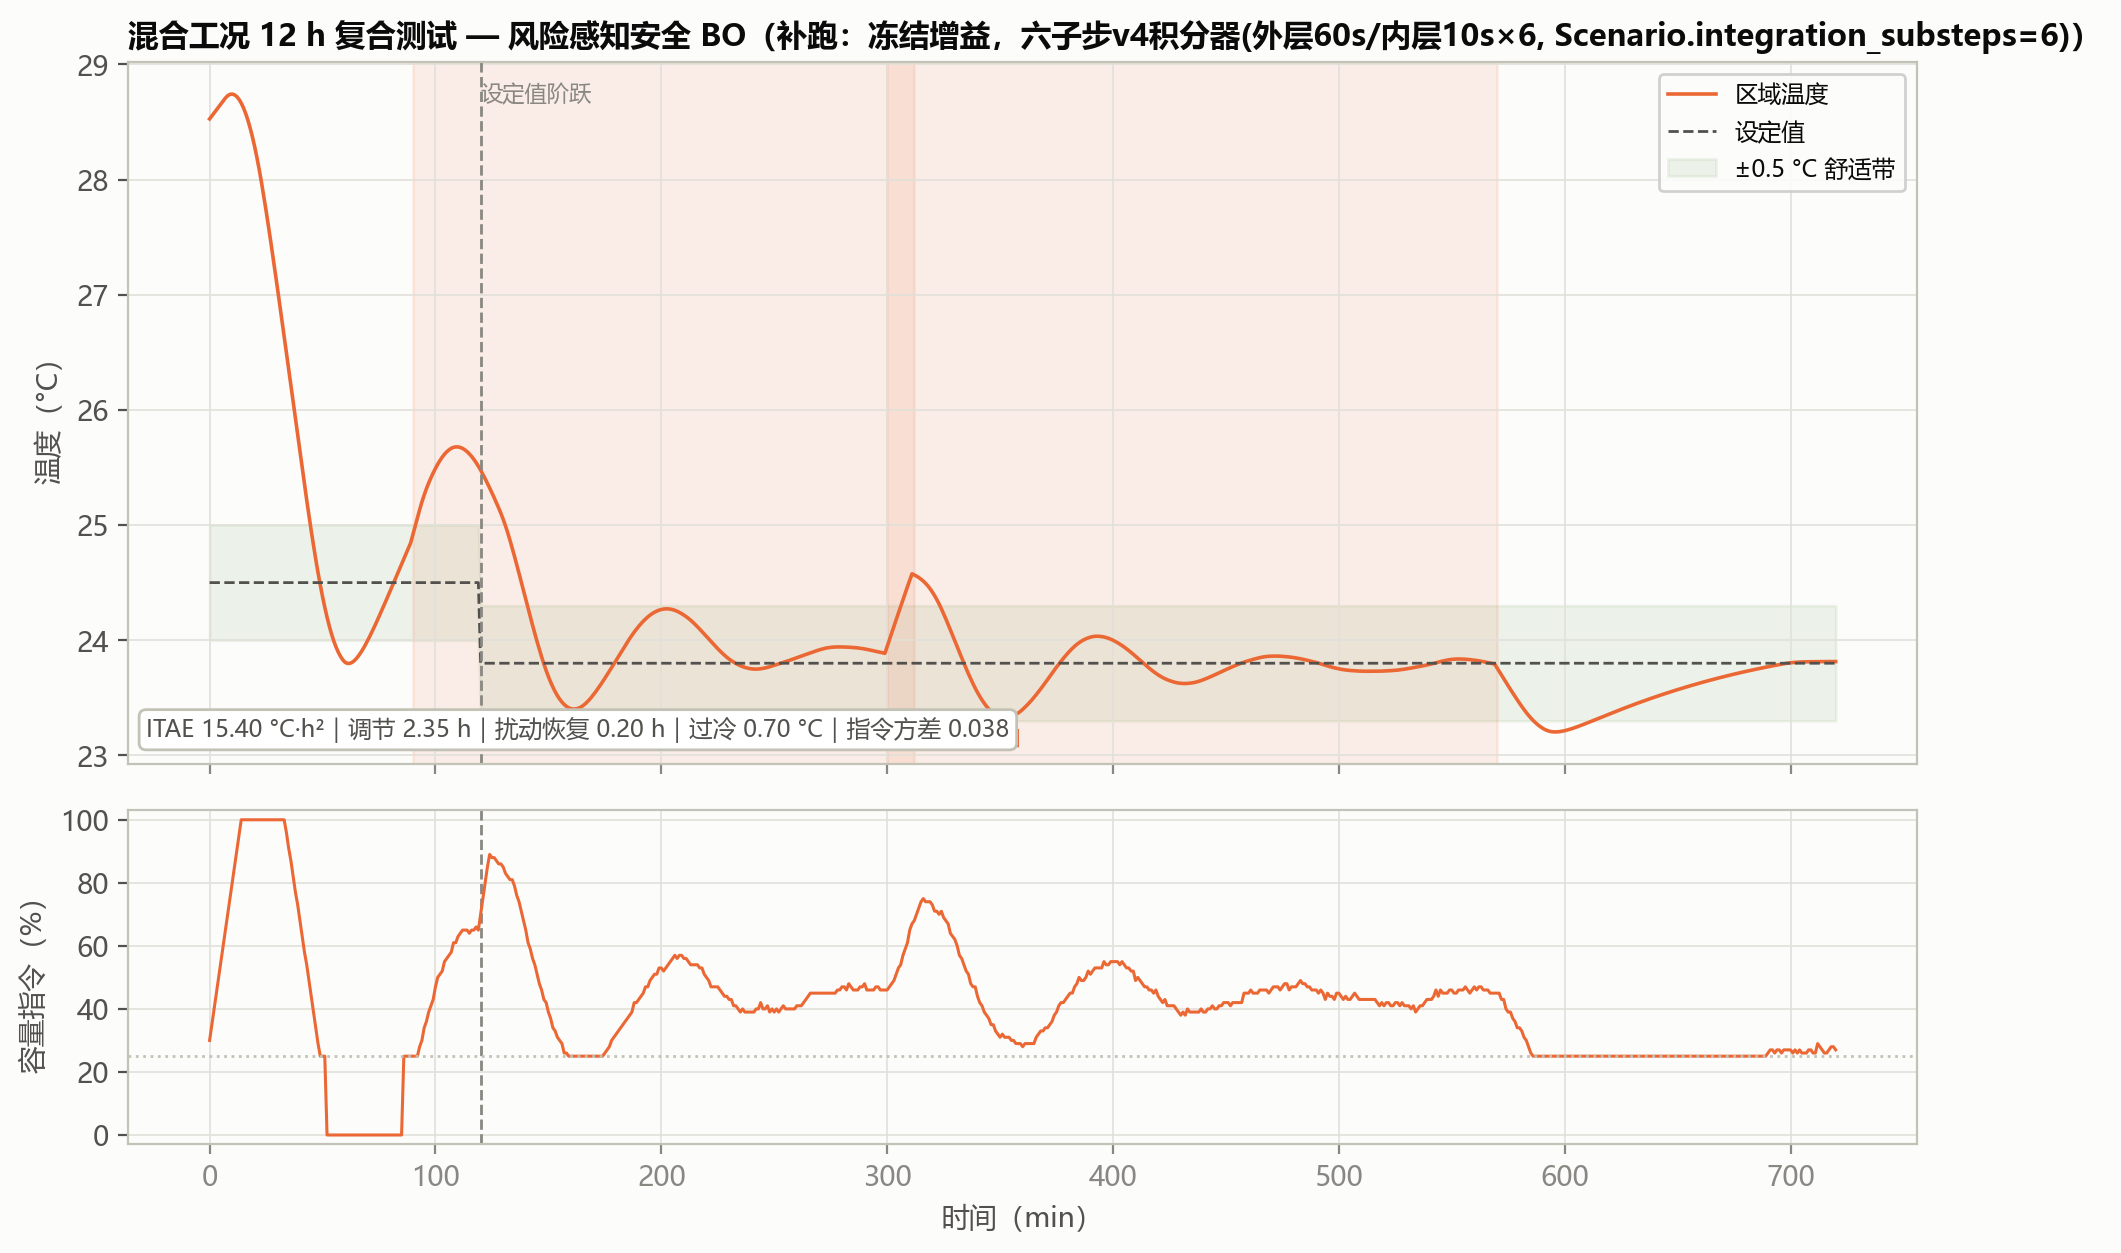 混合工况 12 h 复合测试 — 风险感知安全 BO（补跑：冻结增益，六子步v4积分器(外层60s/内层10s×6, Scenario.integration_substeps=6)）
29
28
27
26
25
24
23
温度（°C）
设定值阶跃
区域温度
设定值
±0.5 °C 舒适带
ITAE 15.40 °C·h² | 调节 2.35 h | 扰动恢复 0.20 h | 过冷 0.70 °C | 指令方差 0.038
100
80
60
40
20
0
容量指令（%）
0 100 200 300 400 500 600 700
时间（min）